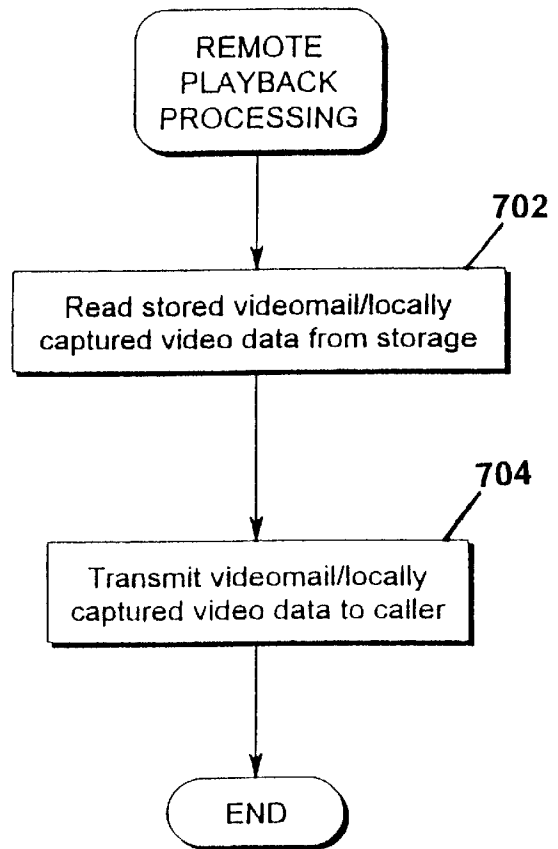 REMOTE
PLAYBACK
PROCESSING
702
Read stored videomail/locally
captured video data from storage
704
Transmit videomail/locally
captured video data to caller
END